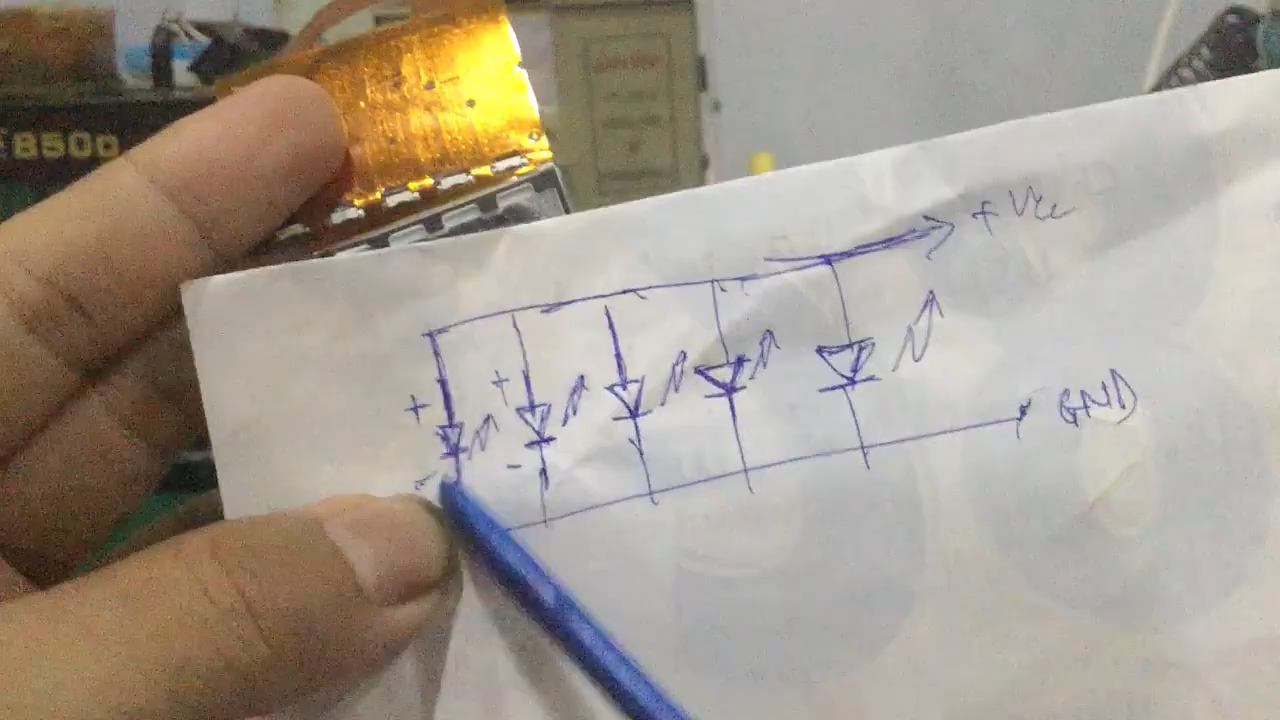 8500
+ Vcc
+
+
-
-
GND